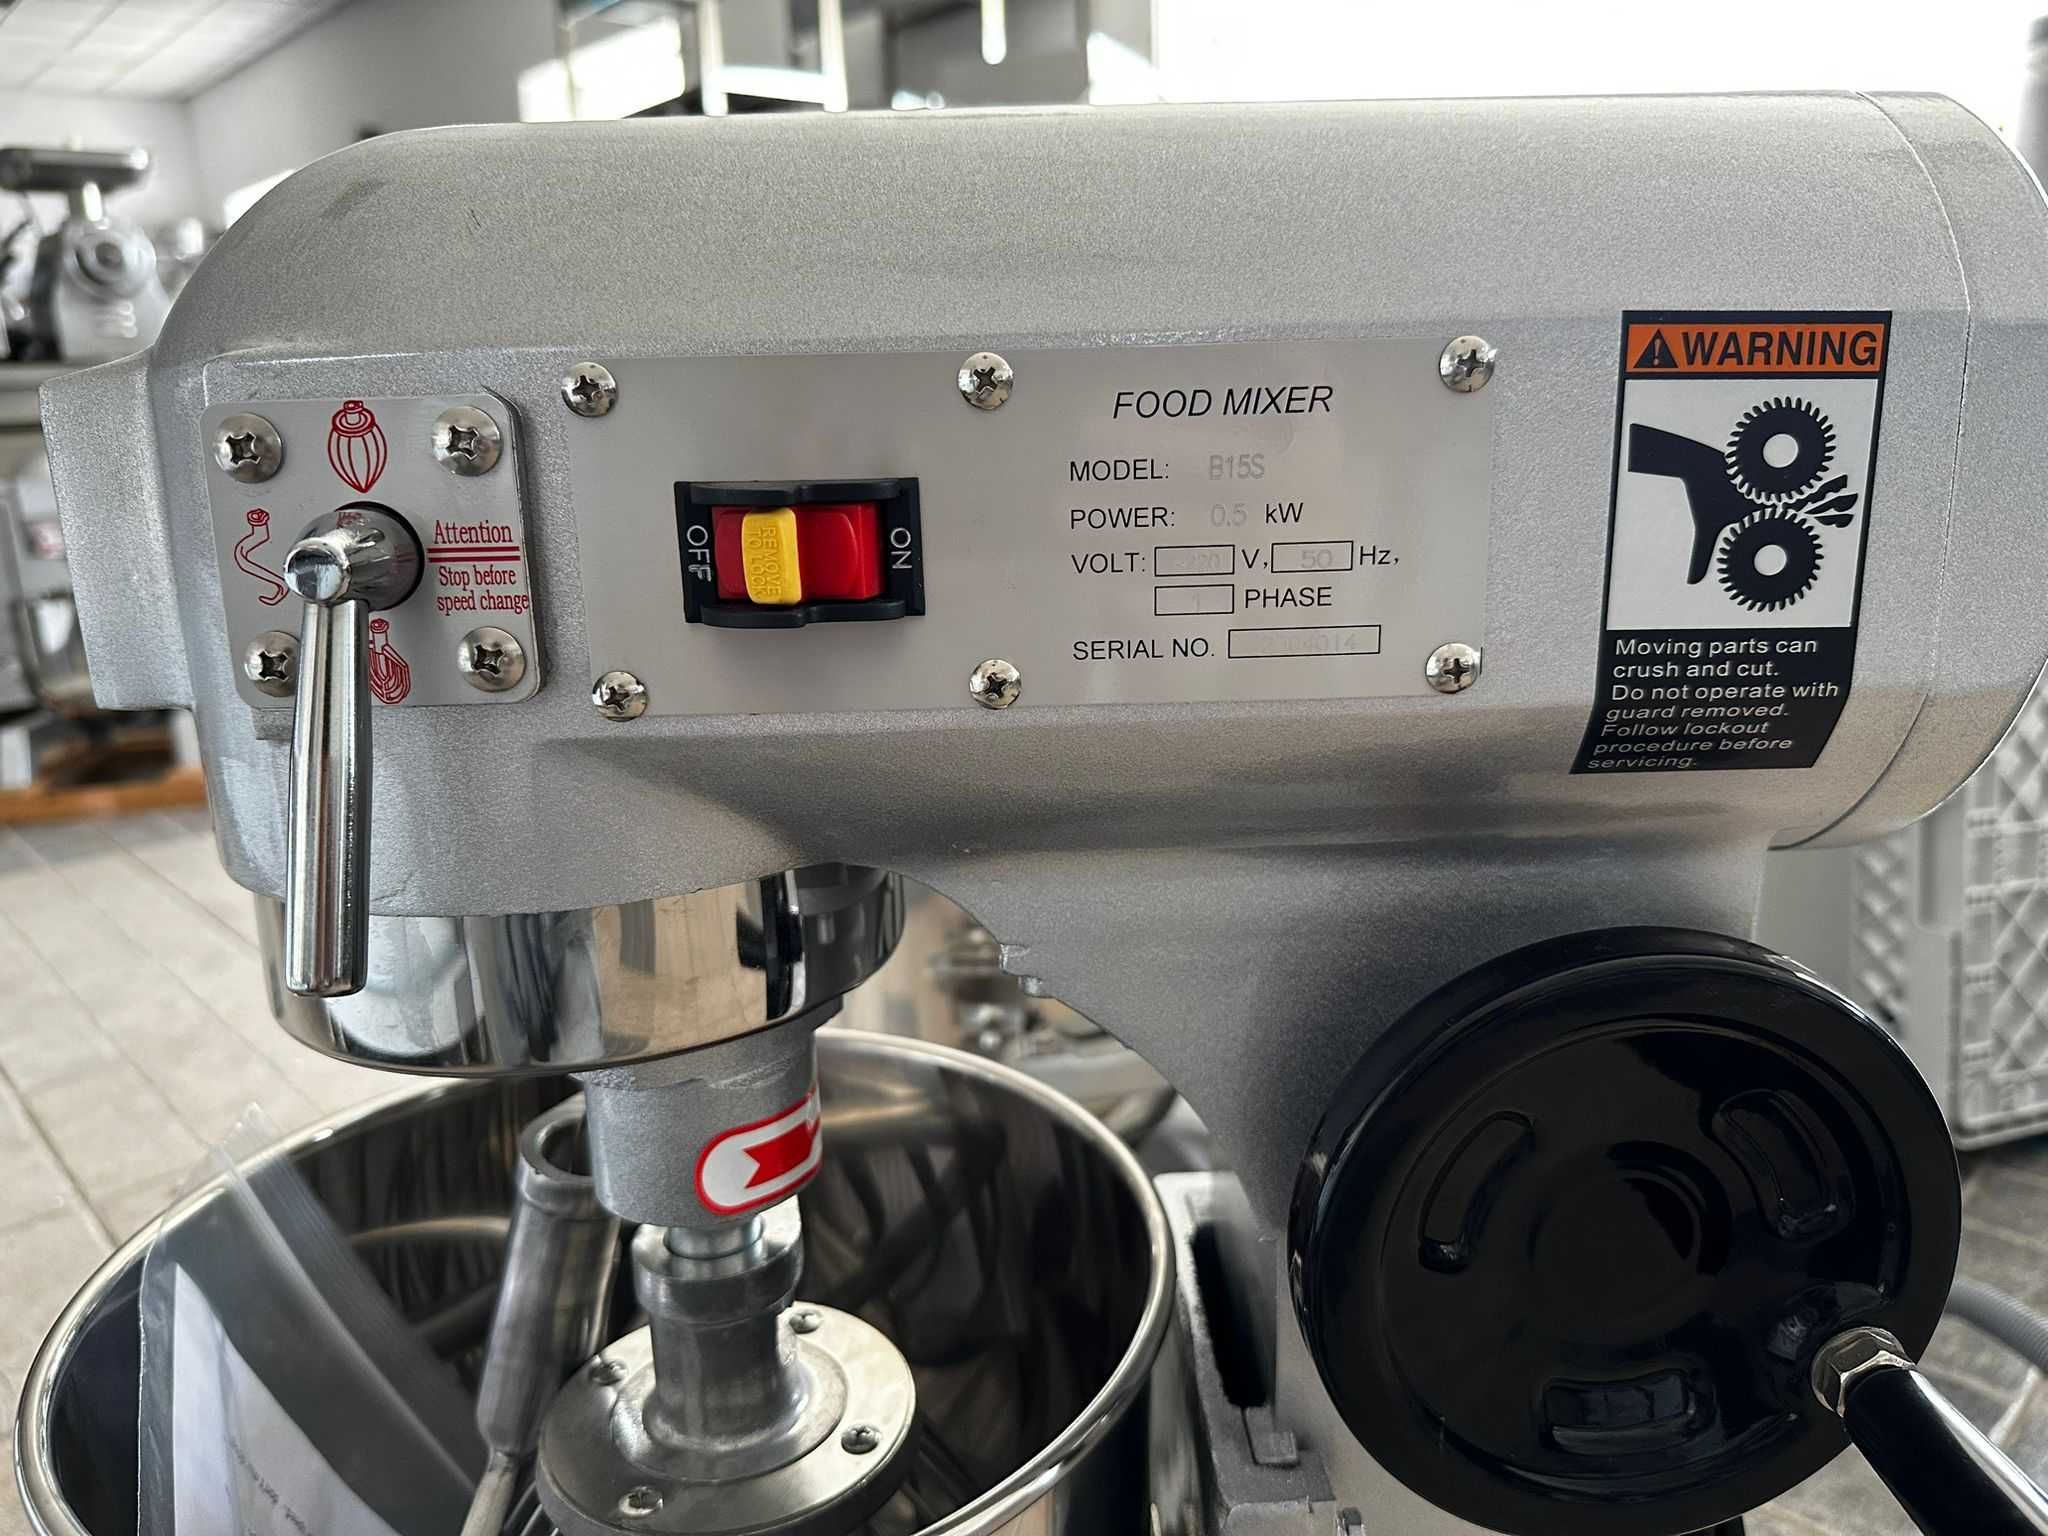 Attention
Stop before
speed change
OFF
REMOVE
TO LOCK
ON
FOOD MIXER
MODEL: B15S
POWER: 0.5 kW
VOLT: 220 V, 50 Hz,
1 PHASE
SERIAL NO.
WARNING
Moving parts can
crush and cut.
Do not operate with
guard removed.
Follow lockout
procedure before
servicing.